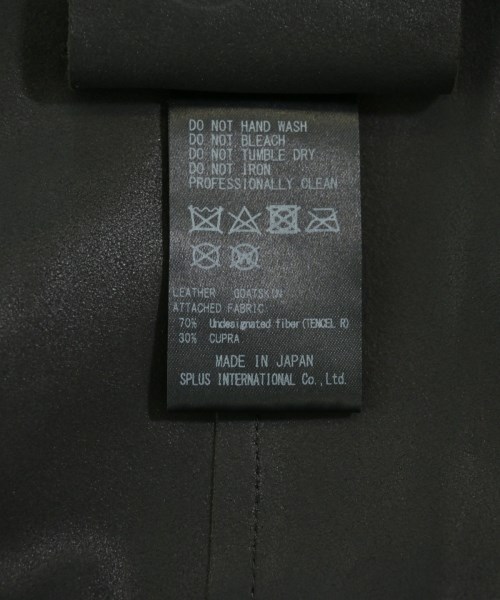 DO NOT HAND WASH
DO NOT BLEACH
DO NOT TUMBLE DRY
DO NOT IRON
PROFESSIONALLY CLEAN
LEATHER GOATSKIN
ATTACHED FABRIC
70% Undesignated fiber(TENCEL R)
30% CUPRA
MADE IN JAPAN
SPLUS INTERNATIONAL Co.,Ltd.